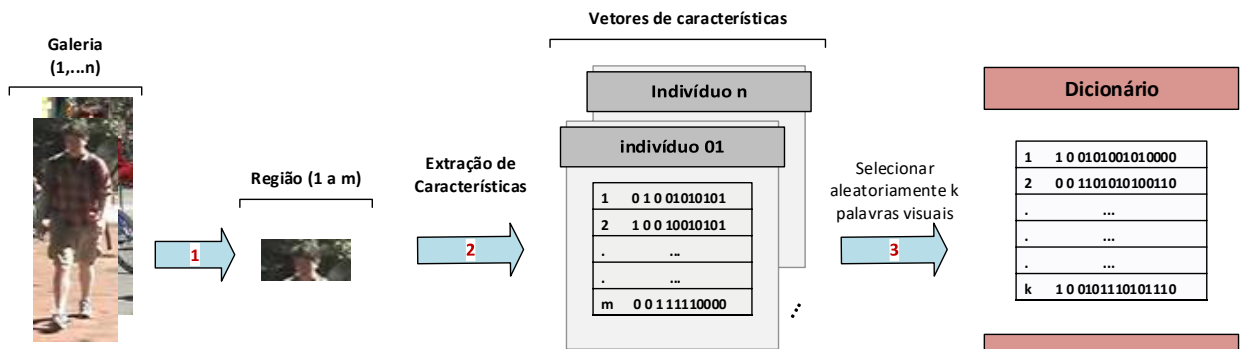 Galeria
(1,...n)
1
Região (1 a m)
Extração de
Características
2
Vetores de característicias
Indivíduo n
indivíduo 01
1 0 1 0 01010101
2 1 0 0 10010101
. ...
. ...
m 0 0 1 11110000
...
Selecionar
aleatoriamente k
palavras visuais
3
Dicionário
1 1 0 0101001010000
2 0 0 1101010100110
. ...
. ...
. ...
k 1 0 0101110101110